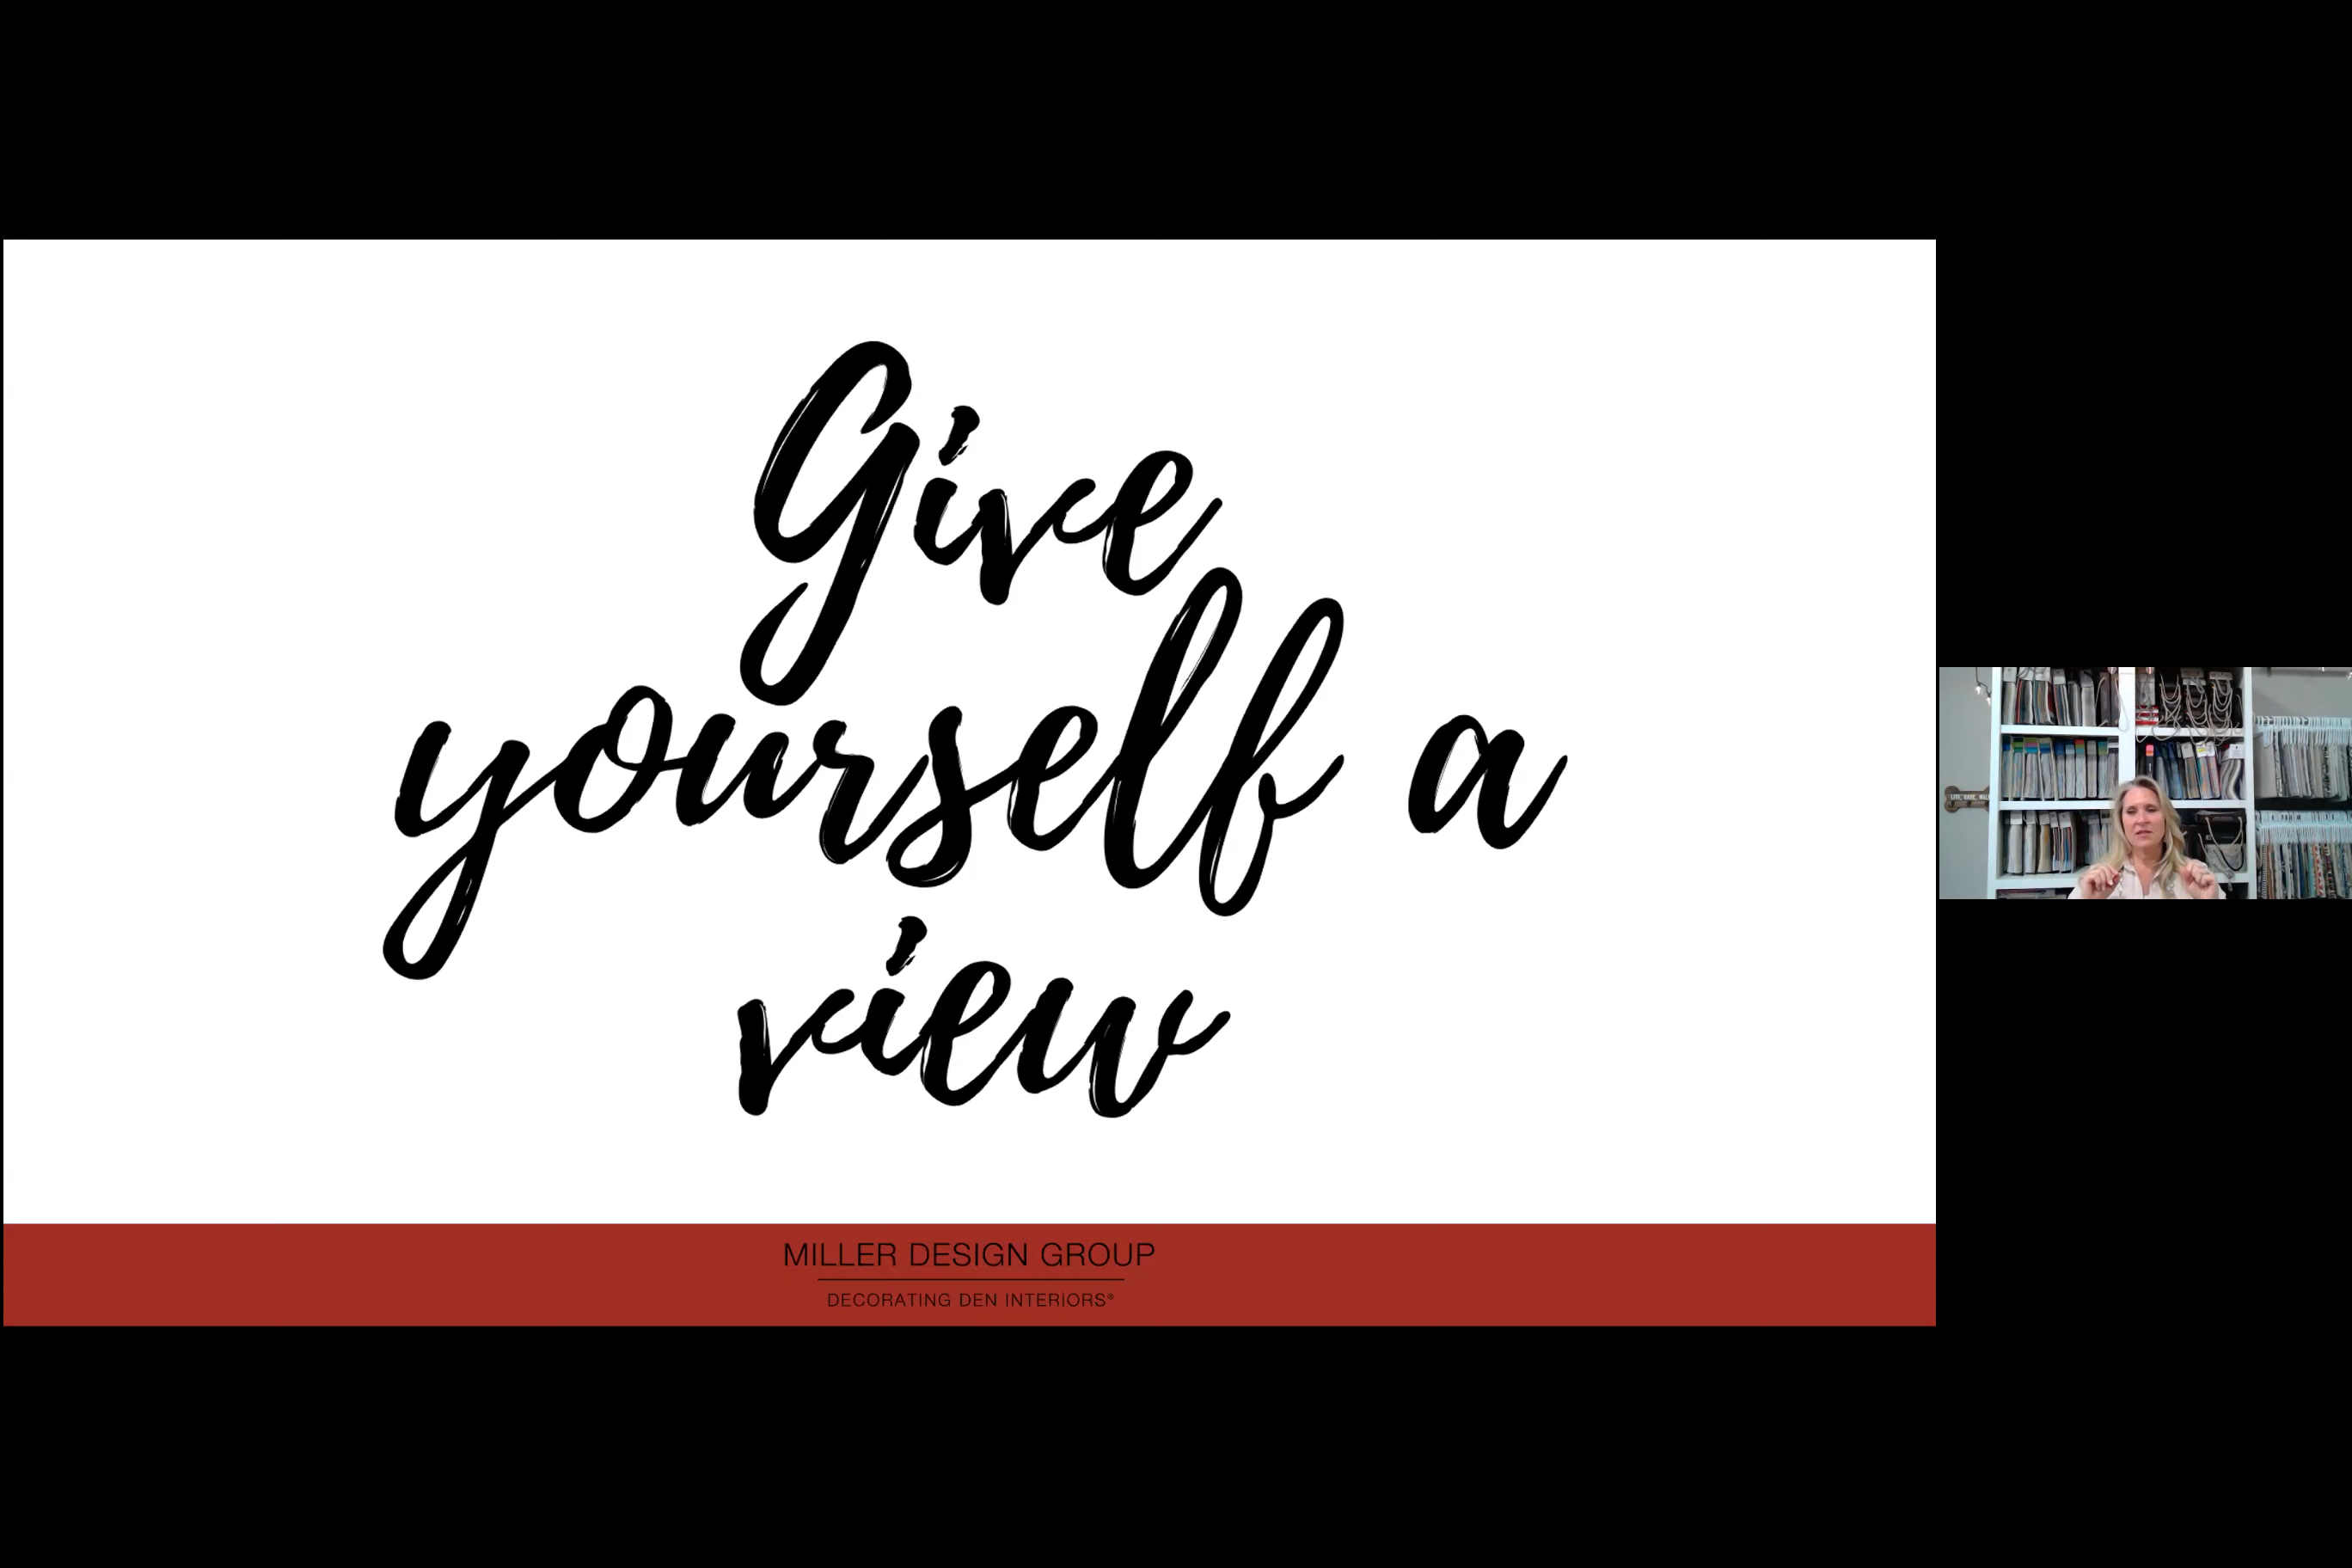 Give
yourself a
view
MILLER DESIGN GROUP
DECORATING DEN INTERIORS®